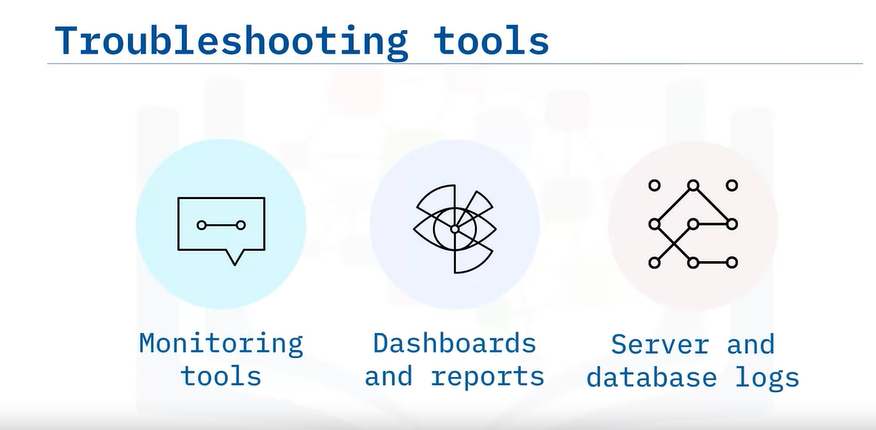 Troubleshooting tools
Monitoring
tools
Dashboards
and reports
Server and
database logs